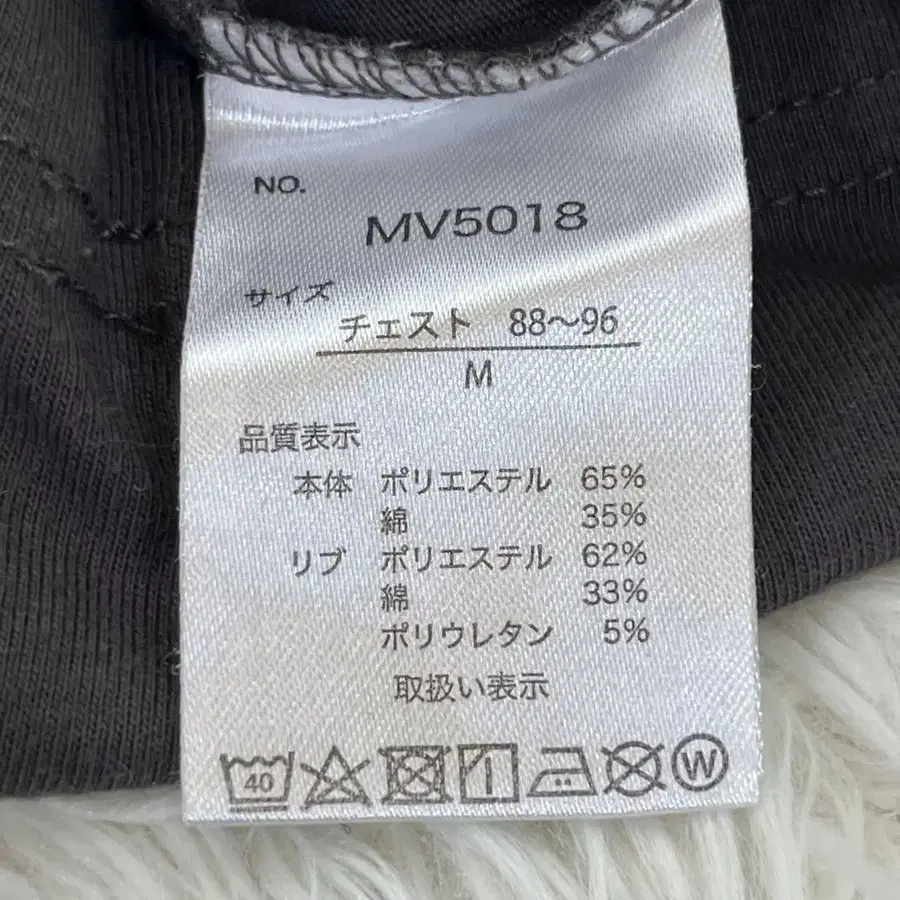 NO.
MV5018
サイズ
チェスト 88～96
M
品質表示
本体 ポリエステル 65%
綿 35%
リブ ポリエステル 62%
綿 33%
ポリウレタン 5%
取扱い表示
40
W